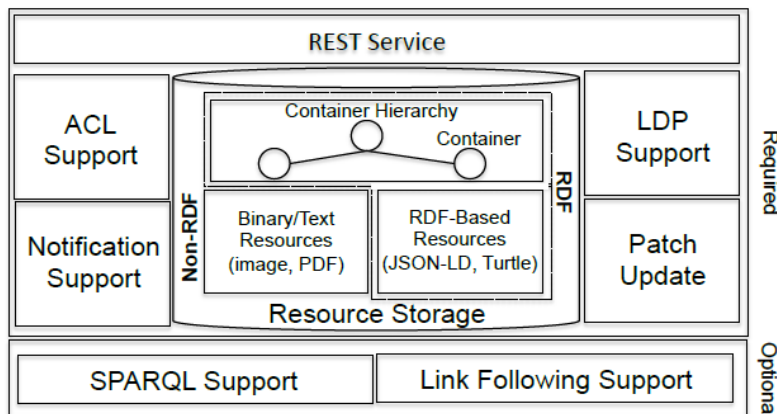 REST Service
ACL
Support
Container Hierarchy
Container
LDP
Support
Required
Non-RDF
RDF
Notification
Support
Binary/Text
Resources
(image, PDF)
RDF-Based
Resources
(JSON-LD, Turtle)
Patch
Update
Resource Storage
SPARQL Support
Link Following Support
Optiona